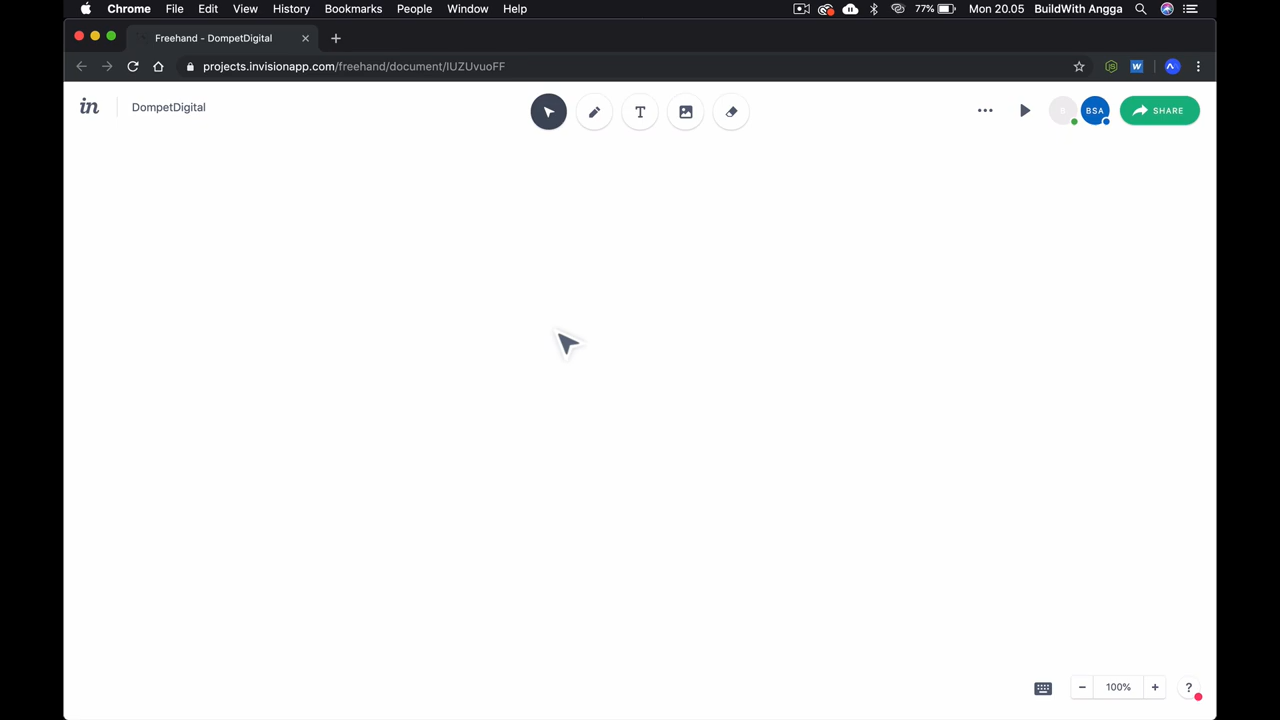 Chrome File Edit View History Bookmarks People Window Help 77% Mon 20.05 BuildWith Angga
Freehand - DompetDigital
projects.invisionapp.com/freehand/document/IUZUvuoFF
in DompetDigital T BSA SHARE
100% ?